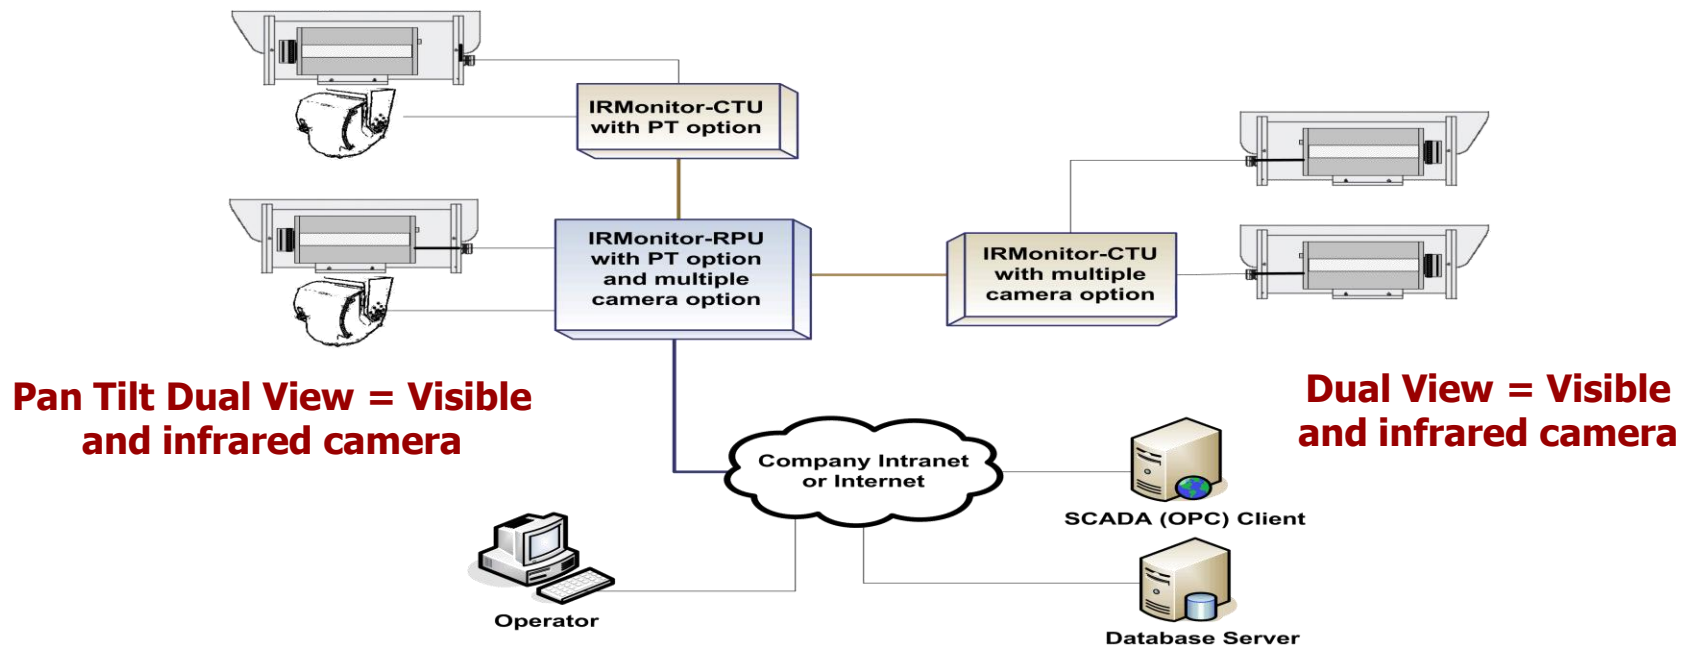 IRMonitor-CTU
with PT option
IRMonitor-RPU
with PT option
and multiple
camera option
IRMonitor-CTU
with multiple
camera option
Pan Tilt Dual View = Visible
and infrared camera
Dual View = Visible
and infrared camera
Company Intranet
or Internet
SCADA (OPC) Client
Operator
Database Server